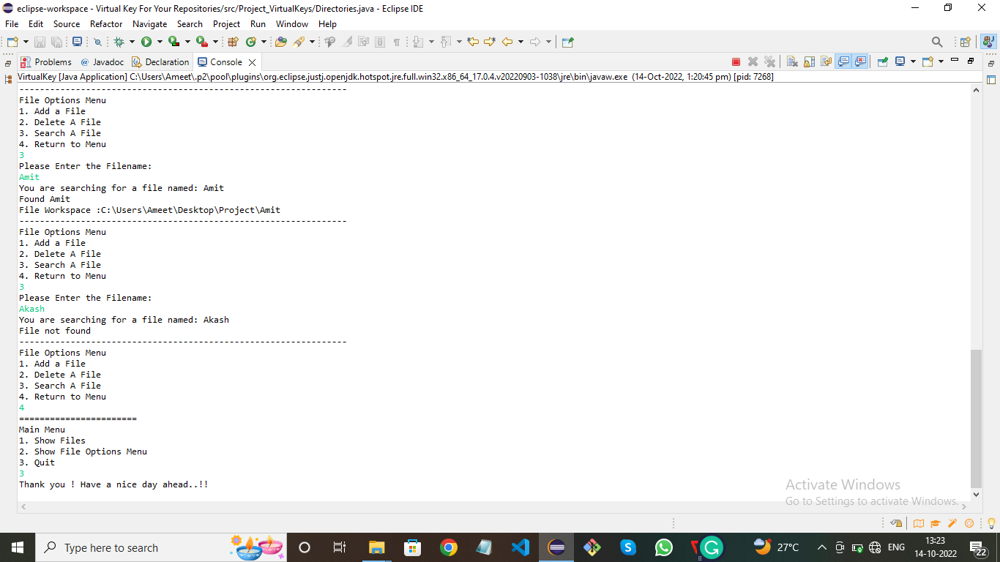 eclipse-workspace - Virtual Key For Your Repositories/src/Project_VirtualKeys/Directories.java - Eclipse IDE
File Edit Source Refactor Navigate Search Project Run Window Help
Problems @ Javadoc Declaration Console
VirtualKey [Java Application] C:\Users\Ameet\.p2\pool\plugins\org.eclipse.justj.openjdk.hotspot.jre.full.win32.x86_64_17.0.4.v20220903-1038\jre\bin\javaw.exe (14-Oct-2022, 1:20:45 pm) [pid: 7268]
----------------------------------------------------------------
File Options Menu
1. Add a File
2. Delete A File
3. Search A File
4. Return to Menu
3
Please Enter the Filename:
Amit
You are searching for a file named: Amit
Found Amit
File Workspace :C:\Users\Ameet\Desktop\Project\Amit
----------------------------------------------------------------
File Options Menu
1. Add a File
2. Delete A File
3. Search A File
4. Return to Menu
3
Please Enter the Filename:
Akash
You are searching for a file named: Akash
File not found
----------------------------------------------------------------
File Options Menu
1. Add a File
2. Delete A File
3. Search A File
4. Return to Menu
4
=======================
Main Menu
1. Show Files
2. Show File Options Menu
3. Quit
3
Thank you ! Have a nice day ahead..!!
Activate Windows
Go to Settings to activate Windows.
Type here to search
27°C
ENG
13:23
14-10-2022
22